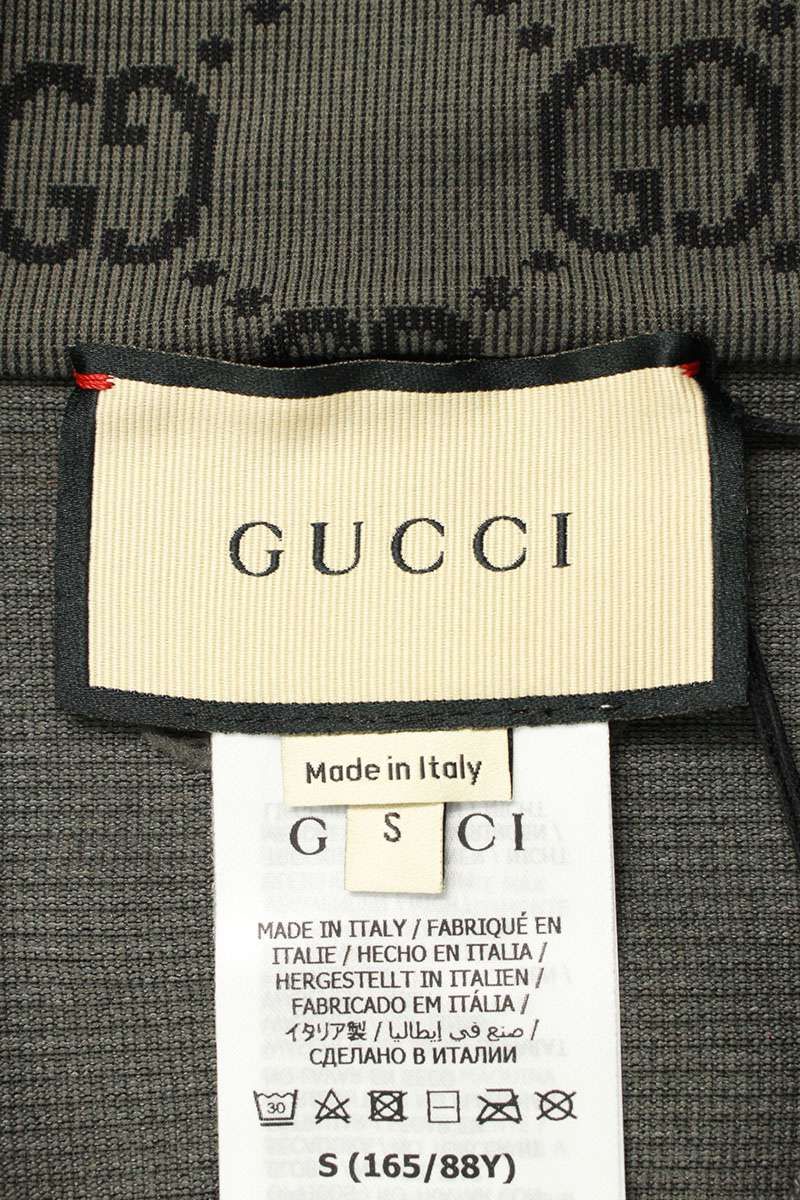 GUCCI
Made in Italy
S
G CI
MADE IN ITALY / FABRIQUÉ EN
ITALIE / HECHO EN ITALIA /
HERGESTELLT IN ITALIEN /
FABRICADO EM ITÁLIA /
イタリア製 / صنع في إيطاليا /
СДЕЛАНО В ИТАЛИИ
30
S (165/88Y)